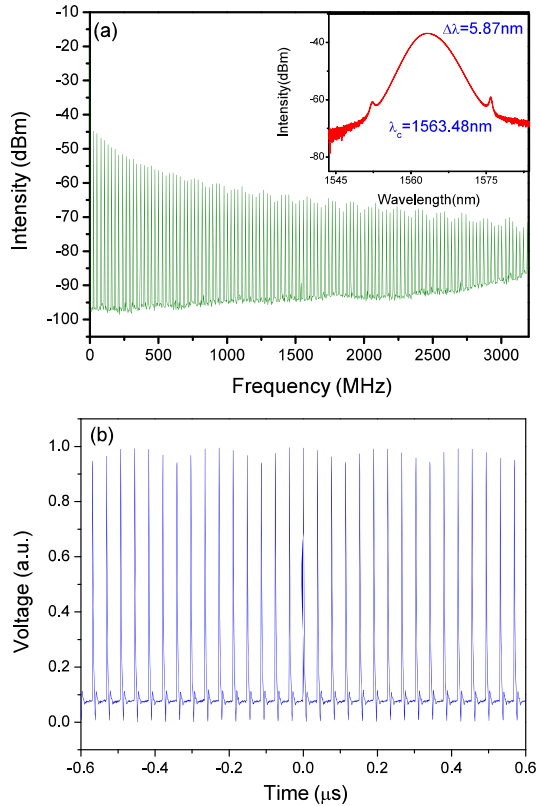 (a)
Δλ=5.87nm
λc=1563.48nm
Intensity(dBm)
-40
-60
-80
1545
1560
1575
Wavelength(nm)
Intensity (dBm)
-10
-20
-30
-40
-50
-60
-70
-80
-90
-100
0 500 1000 1500 2000 2500 3000
Frequency (MHz)
(b)
Voltage (a.u.)
1.0
0.8
0.6
0.4
0.2
0.0
-0.6 -0.4 -0.2 0.0 0.2 0.4 0.6
Time (μs)